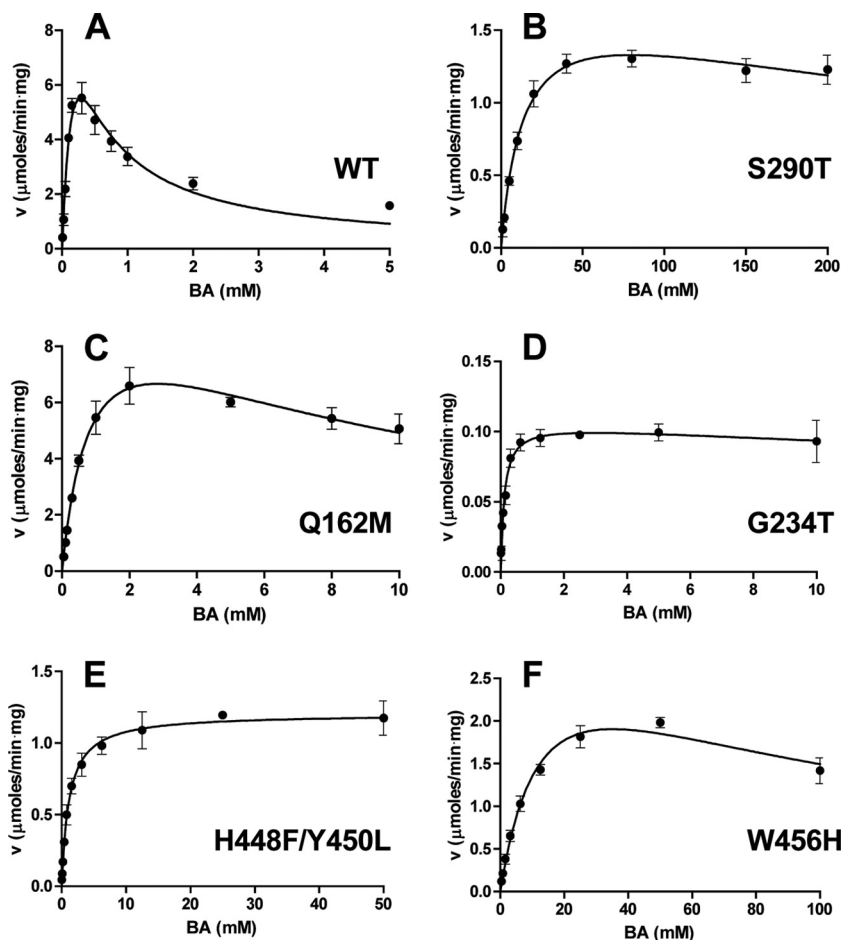 A
v (μmoles/min·mg)
8
6
4
2
0
WT
0 1 2 3 4 5
BA (mM)
B
v (μmoles/min·mg)
1.5
1.0
0.5
0.0
S290T
0 50 100 150 200
BA (mM)
C
v (μmoles/min·mg)
8
6
4
2
0
Q162M
0 2 4 6 8 10
BA (mM)
D
v (μmoles/min·mg)
0.15
0.10
0.05
0.00
G234T
0 2 4 6 8 10
BA (mM)
E
v (μmoles/min·mg)
1.5
1.0
0.5
0.0
H448F/Y450L
0 10 20 30 40 50
BA (mM)
F
v (μmoles/min·mg)
2.5
2.0
1.5
1.0
0.5
0.0
W456H
0 20 40 60 80 100
BA (mM)